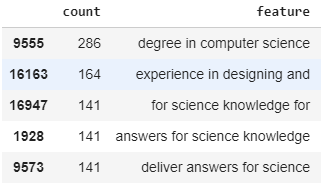 count feature
9555 286 degree in computer science
16163 164 experience in designing and
16947 141 for science knowledge for
1928 141 answers for science knowledge
9573 141 deliver answers for science